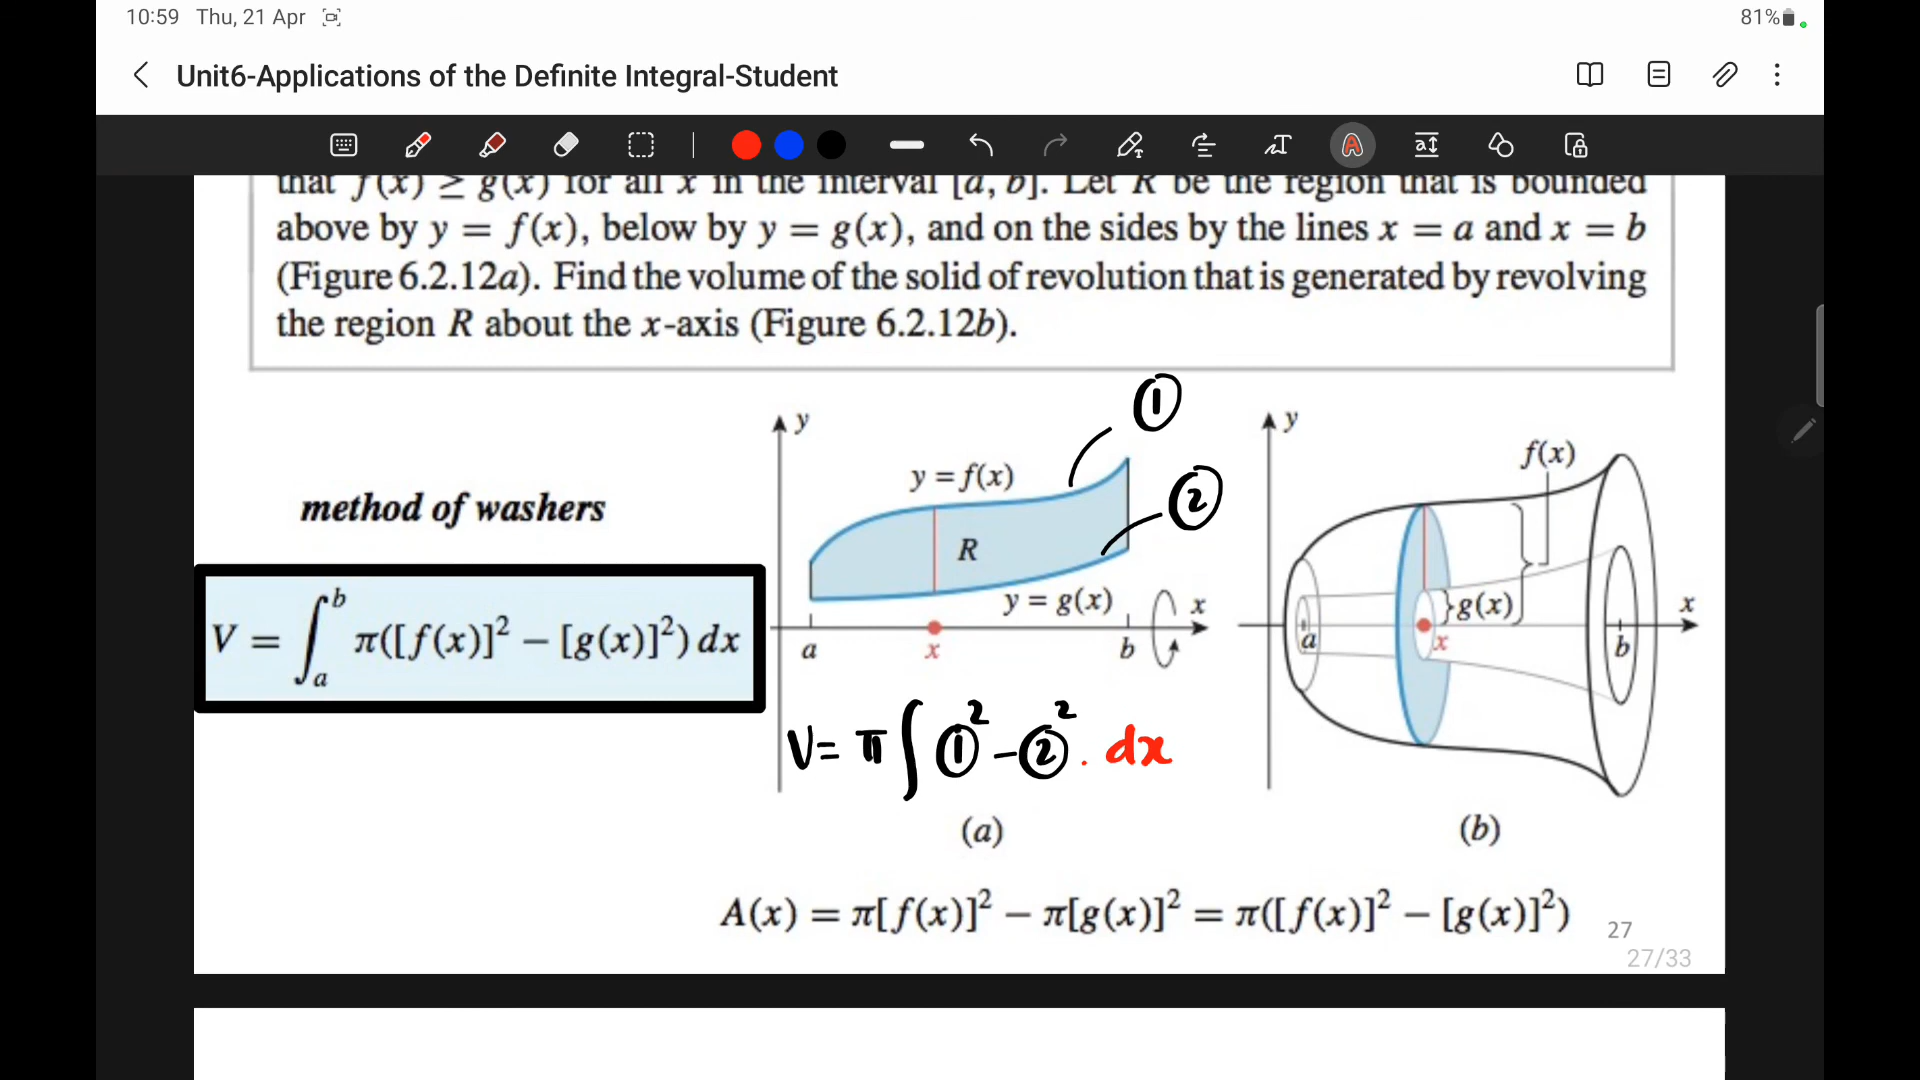 10:59 Thu, 21 Apr
81%
Unit6-Applications of the Definite Integral-Student
that f(x) ≥ g(x) for all x in the interval [a, b]. Let R be the region that is bounded
above by y = f(x), below by y = g(x), and on the sides by the lines x = a and x = b
(Figure 6.2.12a). Find the volume of the solid of revolution that is generated by revolving
the region R about the x-axis (Figure 6.2.12b).
method of washers
V = ∫_a^b π([f(x)]² − [g(x)]²) dx
y
①
y = f(x)
②
R
y = g(x)
x
a
x
b
V = π ∫ ①² − ②² . dx
(a)
y
f(x)
g(x)
x
a
x
b
(b)
A(x) = π[f(x)]² − π[g(x)]² = π([f(x)]² − [g(x)]²)
27
27/33